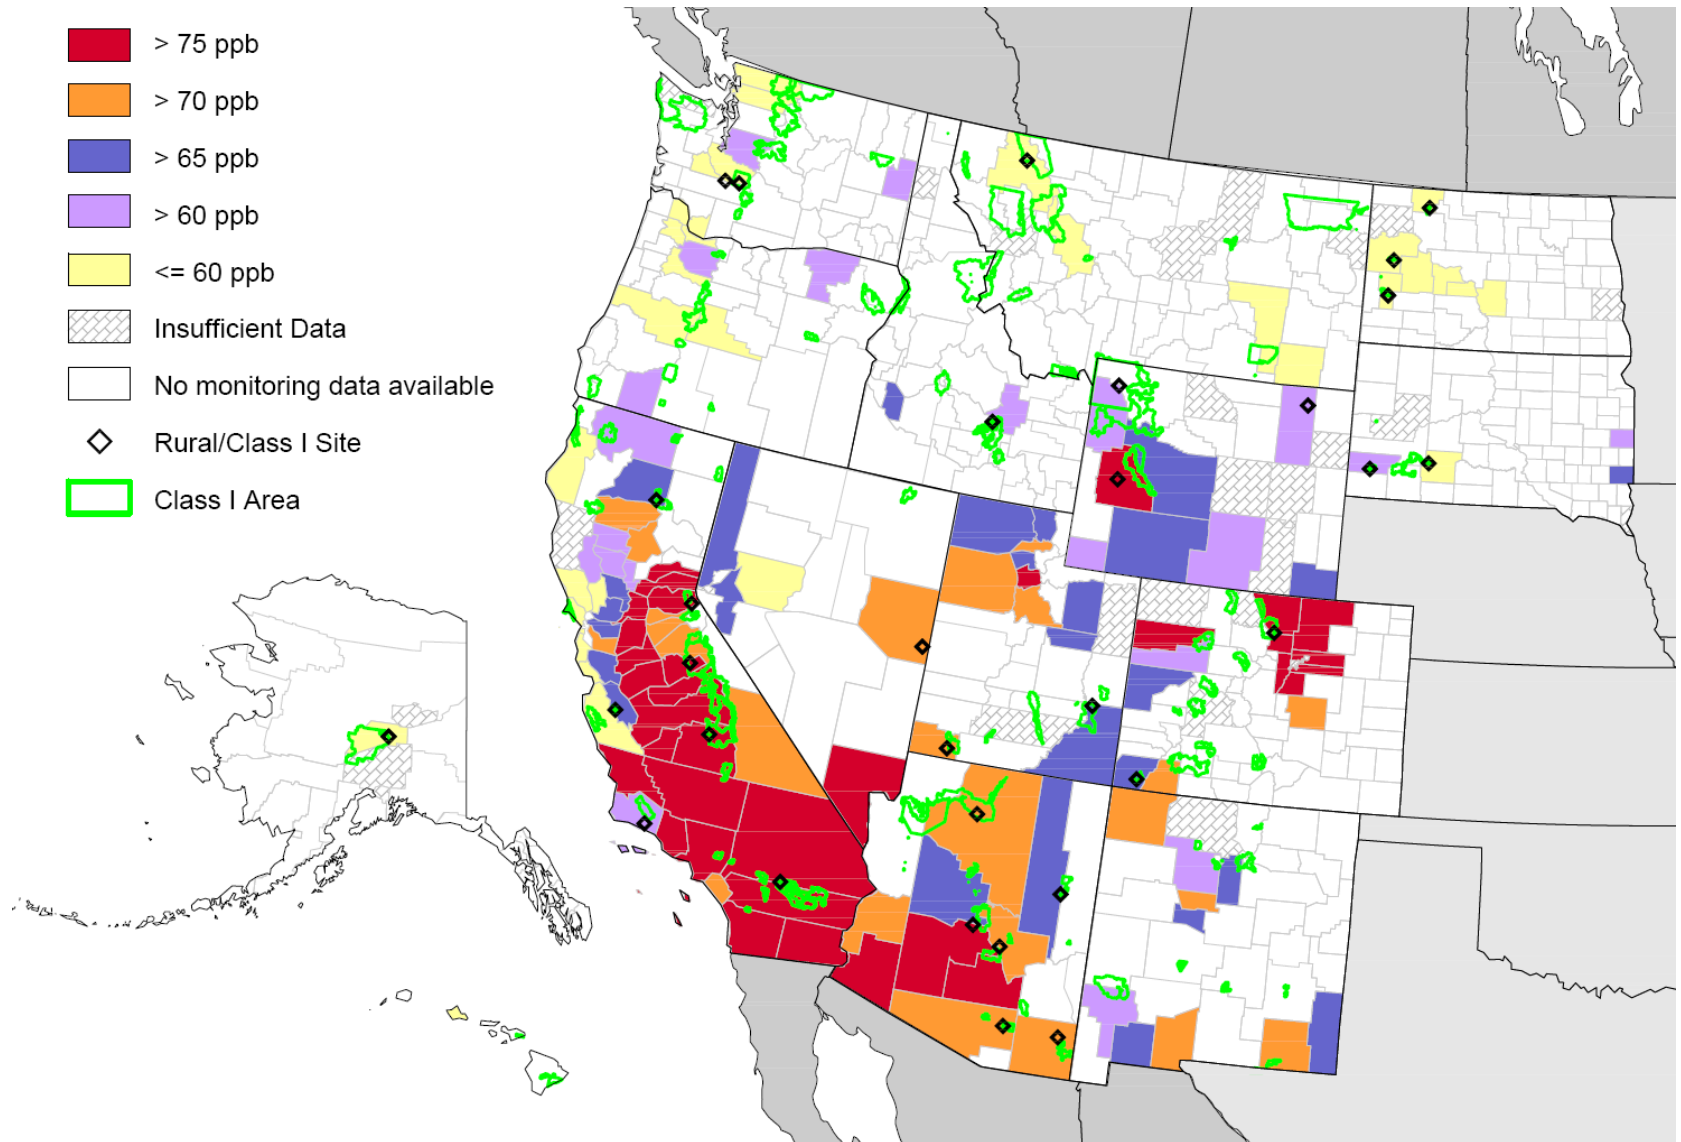 > 75 ppb
> 70 ppb
> 65 ppb
> 60 ppb
<= 60 ppb
Insufficient Data
No monitoring data available
Rural/Class I Site
Class I Area